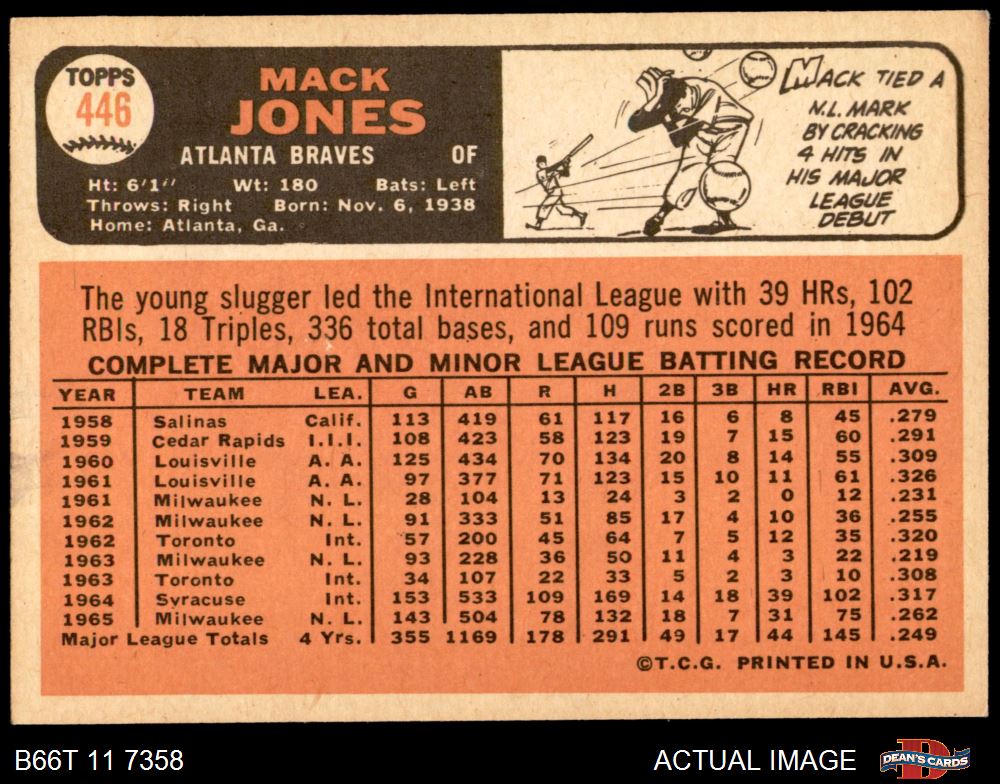 TOPPS
446
MACK
JONES
ATLANTA BRAVES OF
Ht: 6'1" Wt: 180 Bats: Left
Throws: Right Born: Nov. 6, 1938
Home: Atlanta, Ga.
MACK TIED A
N.L. MARK
BY CRACKING
4 HITS IN
HIS MAJOR
LEAGUE
DEBUT
The young slugger led the International League with 39 HRs, 102
RBIs, 18 Triples, 336 total bases, and 109 runs scored in 1964
COMPLETE MAJOR AND MINOR LEAGUE BATTING RECORD
YEAR TEAM LEA. G AB R H 2B 3B HR RBI AVG.
1958 Salinas Calif. 113 419 61 117 16 6 8 45 .279
1959 Cedar Rapids I.I.I. 108 423 58 123 19 7 15 60 .291
1960 Louisville A. A. 125 434 70 134 20 8 14 55 .309
1961 Louisville A. A. 97 377 71 123 15 10 11 61 .326
1961 Milwaukee N. L. 28 104 13 24 3 2 0 12 .231
1962 Milwaukee N. L. 91 333 51 85 17 4 10 36 .255
1962 Toronto Int. 57 200 45 64 7 5 12 35 .320
1963 Milwaukee N. L. 93 228 36 50 11 4 3 22 .219
1963 Toronto Int. 34 107 22 33 5 2 3 10 .308
1964 Syracuse Int. 153 533 109 169 14 18 39 102 .317
1965 Milwaukee N. L. 143 504 78 132 18 7 31 75 .262
Major League Totals 4 Yrs. 355 1169 178 291 49 17 44 145 .249
©T.C.G. PRINTED IN U.S.A.
B66T 11 7358 ACTUAL IMAGE DEAN'S CARDS